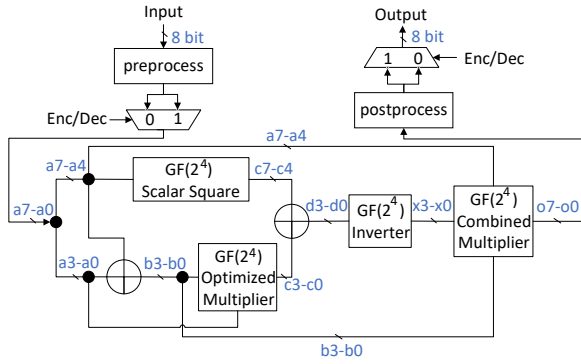 Input
8 bit
preprocess
Enc/Dec
0 1
Output
8 bit
1 0
Enc/Dec
postprocess
a7-a4
a7-a4
GF(2⁴)
Scalar Square
c7-c4
a7-a0
d3-d0
GF(2⁴)
Inverter
x3-x0
GF(2⁴)
Combined
Multiplier
o7-o0
a3-a0
b3-b0
GF(2⁴)
Optimized
Multiplier
c3-c0
b3-b0